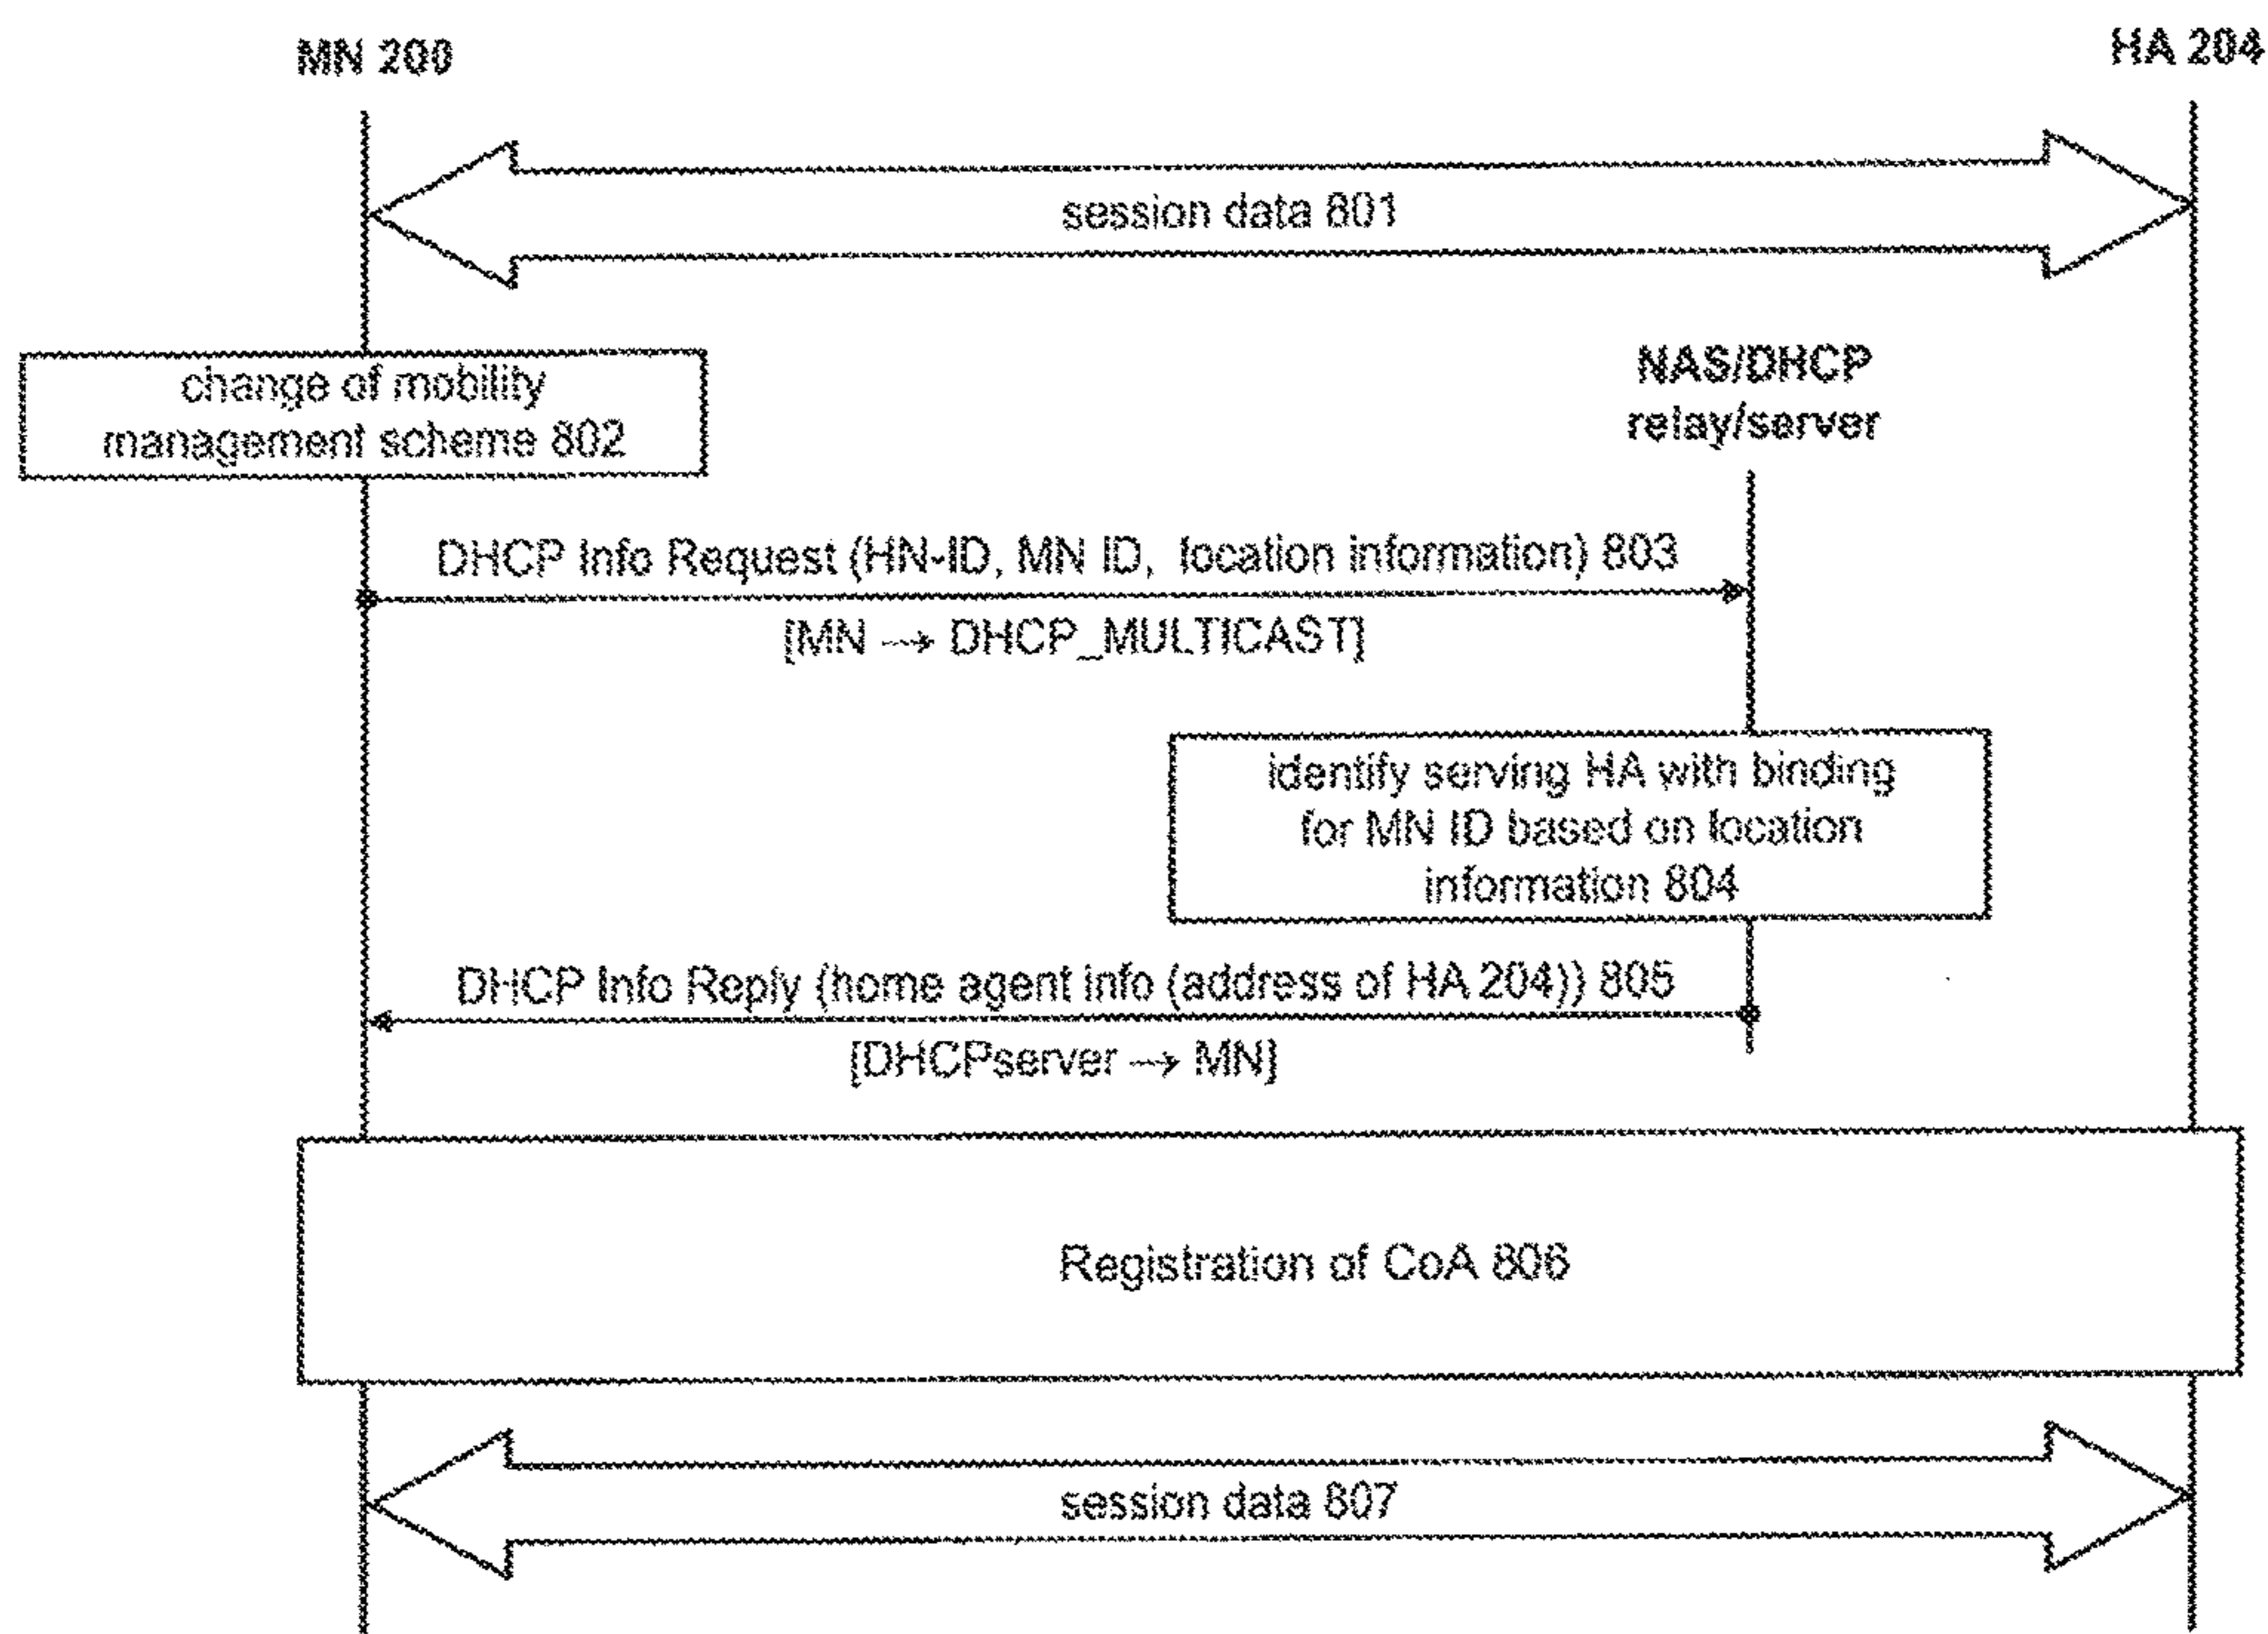 MN 200
HA 204
session data 801
change of mobility
management scheme 802
NAS/DHCP
relay/server
DHCP Info Request (HN-ID, MN ID, location information) 803
[MN → DHCP_MULTICAST]
identify serving HA with binding
for MN ID based on location
information 804
DHCP Info Reply (home agent info (address of HA 204)) 805
[DHCPserver → MN]
Registration of CoA 806
session data 807